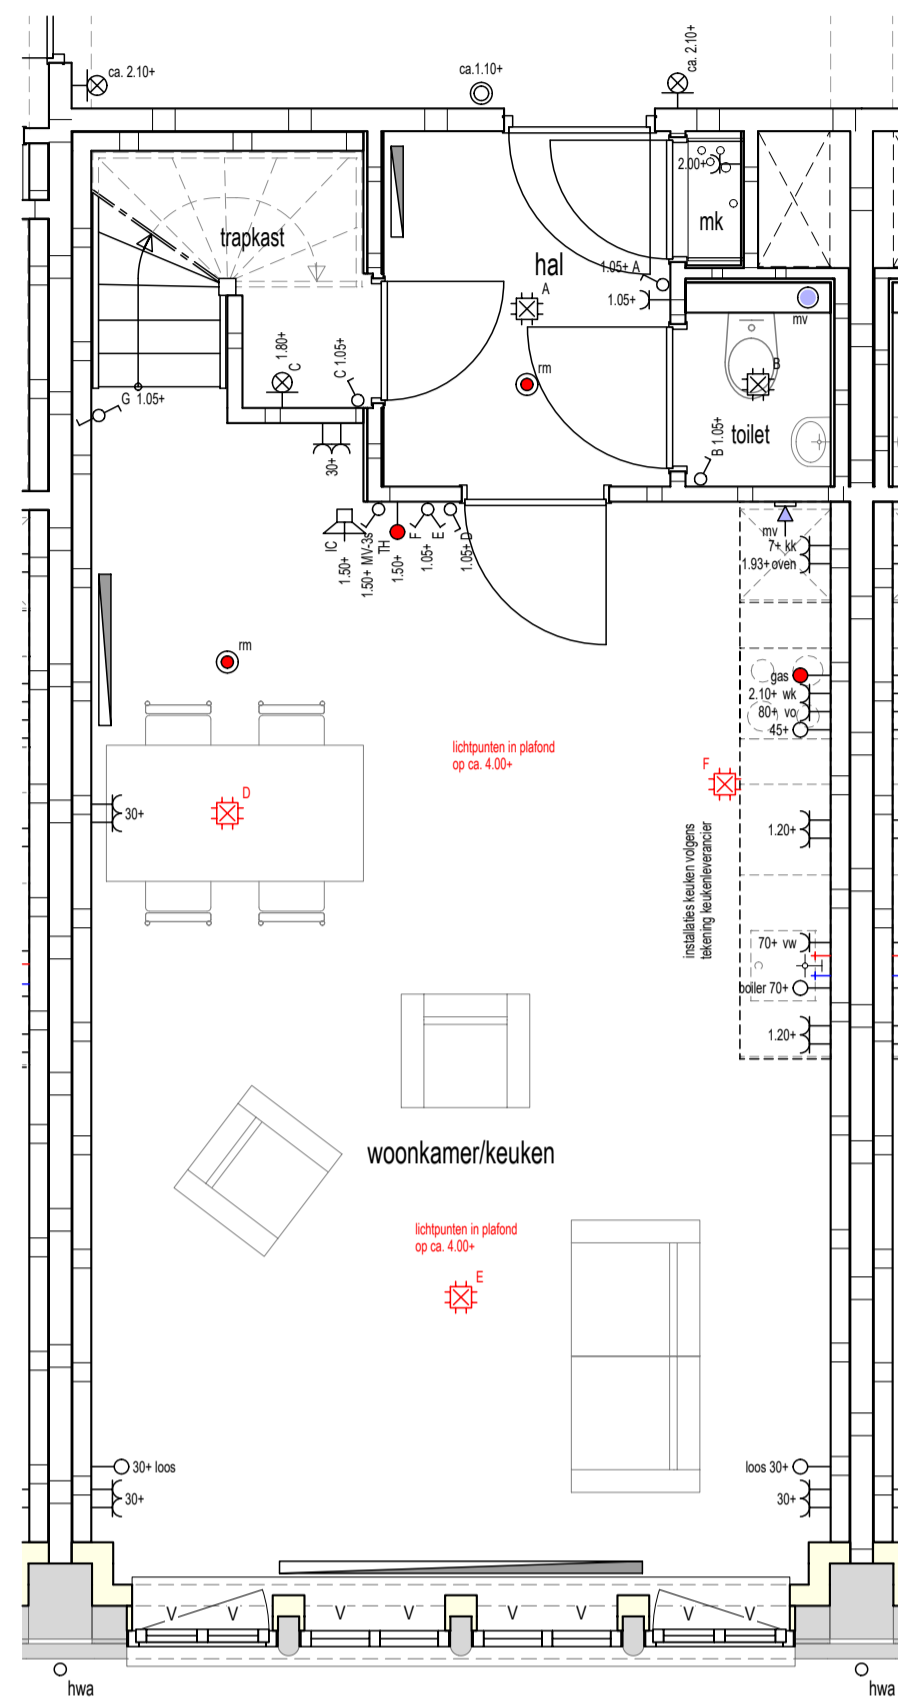 ca. 2.10+
ca.1.10+
ca. 2.10+
2.00+
mk
trapkast
hal
1.05+ A
1.05+
A
mv
1.80+
C
C 1.05+
rm
B
G 1.05+
B 1.05+
toilet
30+
IC
1.50+
1.50+ MV-3s
TH
1.50+
F
1.05+
E
1.05+ D
mv
7+ kk
1.93+ oven
rm
gas
2.10+ wk
80+ vo
45+
lichtpunten in plafond
op ca. 4.00+
F
D
30+
1.20+
installaties keuken volgens
tekening keukenleverancier
70+ vw
boiler 70+
1.20+
woonkamer/keuken
lichtpunten in plafond
op ca. 4.00+
E
30+ loos
30+
loos 30+
30+
V V V V V V V V
hwa
hwa